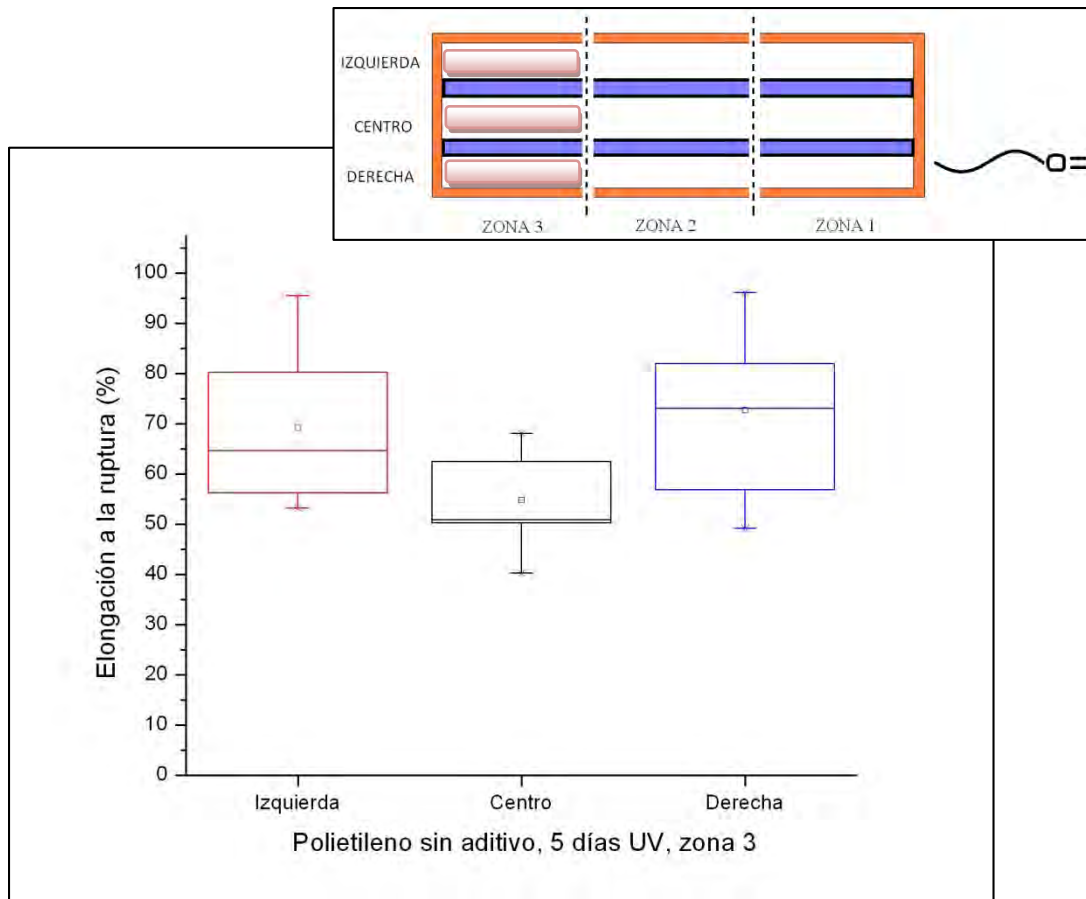 IZQUIERDA
CENTRO
DERECHA
ZONA 3
ZONA 2
ZONA 1
Elongación a la ruptura (%)
100
90
80
70
60
50
40
30
20
10
0
Izquierda
Centro
Derecha
Polietileno sin aditivo, 5 días UV, zona 3